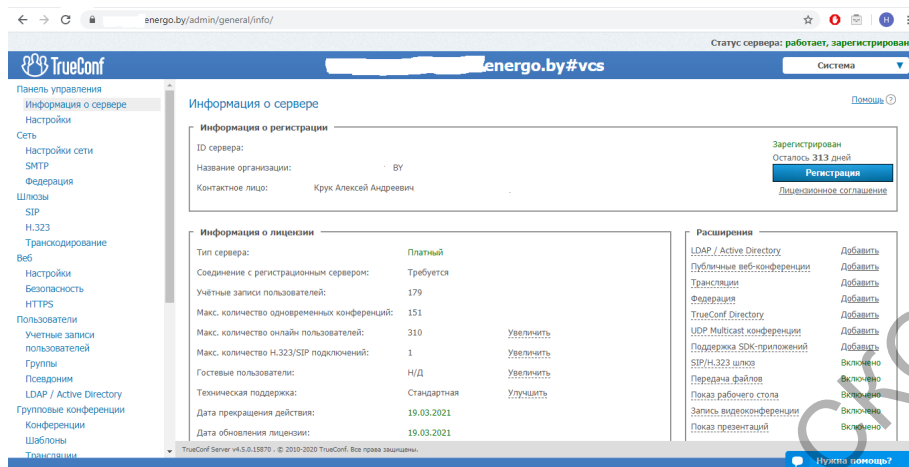 energo.by/admin/general/info/
Статус сервера: работает, зарегистрирован
TrueConf
energo.by#vcs
Система
Панель управления
Информация о сервере
Настройки
Сеть
Настройки сети
SMTP
Федерация
Шлюзы
SIP
H.323
Транскодирование
Веб
Настройки
Безопасность
HTTPS
Пользователи
Учетные записи
пользователей
Группы
Псевдоним
LDAP / Active Directory
Групповые конференции
Конференции
Шаблоны
Трансляции
Информация о сервере
Помощь ?
Информация о регистрации
ID сервера:
Название организации: BY
Контактное лицо: Крук Алексей Андреевич
Зарегистрирован
Осталось 313 дней
Регистрация
Лицензионное соглашение
Информация о лицензии
Тип сервера: Платный
Соединение с регистрационным сервером: Требуется
Учётные записи пользователей: 179
Макс. количество одновременных конференций: 151
Макс. количество онлайн пользователей: 310 Увеличить
Макс. количество H.323/SIP подключений: 1 Увеличить
Гостевые пользователи: Н/Д Увеличить
Техническая поддержка: Стандартная Улучшить
Дата прекращения действия: 19.03.2021
Дата обновления лицензии: 19.03.2021
Расширения
LDAP / Active Directory Добавить
Публичные веб-конференции Добавить
Трансляции Добавить
Федерация Добавить
TrueConf Directory Добавить
UDP Multicast конференции Добавить
Поддержка SDK-приложений Добавить
SIP/H.323 шлюз Включено
Передача файлов Включено
Показ рабочего стола Включено
Запись видеоконференции Включено
Показ презентаций Включено
TrueConf Server v4.5.0.15870 . © 2010-2020 TrueConf. Все права защищены.
Нужна помощь?
СКО